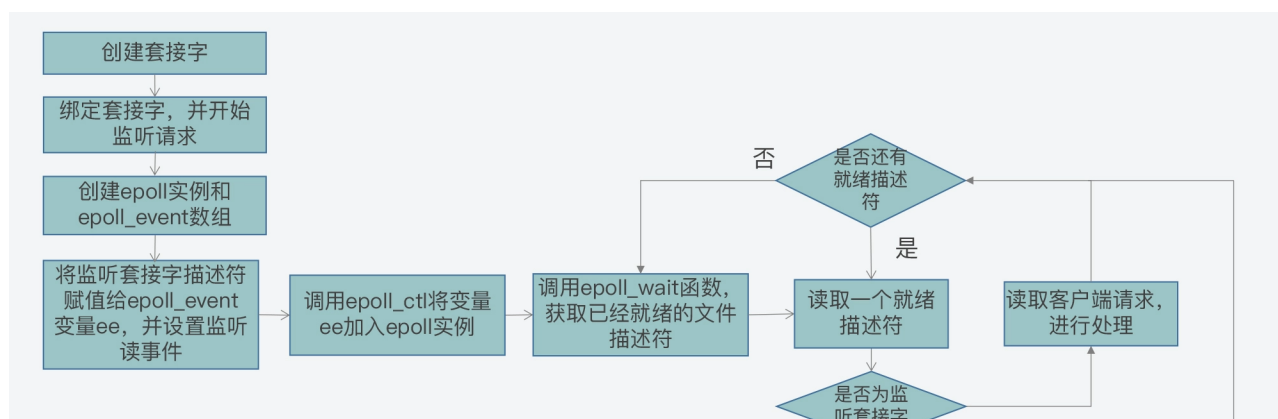 创建套接字
绑定套接字，并开始
监听请求
创建epoll实例和
epoll_event数组
将监听套接字描述符
赋值给epoll_event
变量ee，并设置监听
读事件
调用epoll_ctl将变量
ee加入epoll实例
调用epoll_wait函数，
获取已经就绪的文件
描述符
否
是否还有
就绪描述
符
是
读取一个就绪
描述符
读取客户端请求，
进行处理
是否为监
听套接字